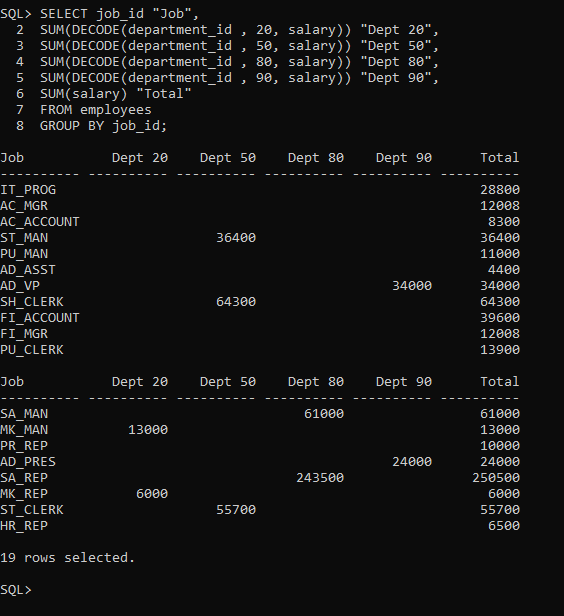 SQL> SELECT job_id "Job",
  2  SUM(DECODE(department_id , 20, salary)) "Dept 20",
  3  SUM(DECODE(department_id , 50, salary)) "Dept 50",
  4  SUM(DECODE(department_id , 80, salary)) "Dept 80",
  5  SUM(DECODE(department_id , 90, salary)) "Dept 90",
  6  SUM(salary) "Total"
  7  FROM employees
  8  GROUP BY job_id;
Job           Dept 20    Dept 50    Dept 80    Dept 90      Total
---------- ---------- ---------- ---------- ---------- ----------
IT_PROG                                                     28800
AC_MGR                                                      12008
AC_ACCOUNT                                                   8300
ST_MAN                     36400                            36400
PU_MAN                                                      11000
AD_ASST                                                      4400
AD_VP                                            34000      34000
SH_CLERK                   64300                            64300
FI_ACCOUNT                                                  39600
FI_MGR                                                      12008
PU_CLERK                                                    13900
Job           Dept 20    Dept 50    Dept 80    Dept 90      Total
---------- ---------- ---------- ---------- ---------- ----------
SA_MAN                                61000                 61000
MK_MAN          13000                                       13000
PR_REP                                                      10000
AD_PRES                                          24000      24000
SA_REP                               243500                250500
MK_REP           6000                                        6000
ST_CLERK                   55700                            55700
HR_REP                                                       6500
19 rows selected.
SQL>